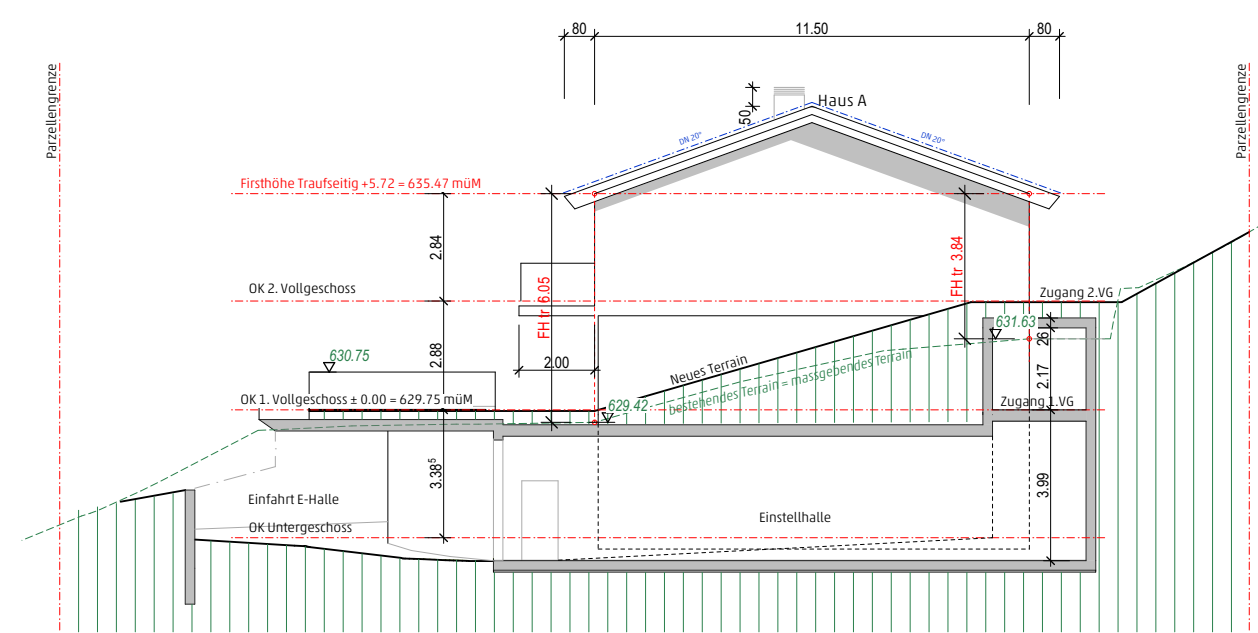 80
11.50
80
Parzellengrenze
Parzellengrenze
50
Haus A
DN 20°
DN 20°
Firsthöhe Traufseitig +5.72 = 635.47 müM
2.84
FH tr 6.05
FH tr 3.84
OK 2. Vollgeschoss
Zugang 2.VG
631.63
26
630.75
2.88
2.00
Neues Terrain
bestehendes Terrain = massgebendes Terrain
2.17
OK 1. Vollgeschoss ± 0.00 = 629.75 müM
629.42
Zugang 1.VG
3.38⁵
3.99
Einfahrt E-Halle
Einstellhalle
OK Untergeschoss